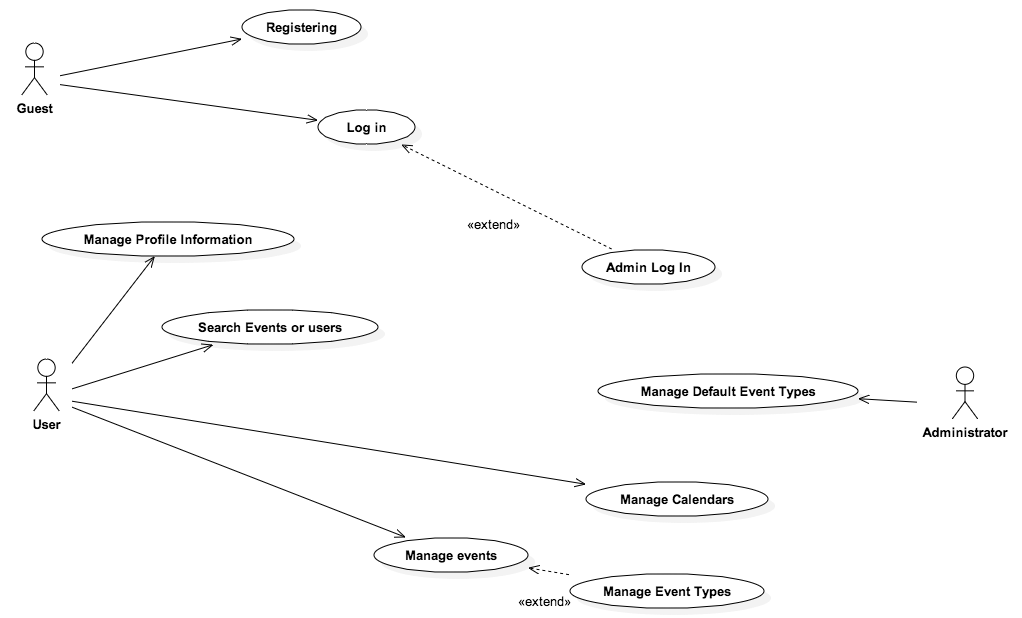 Registering
Guest
Log in
«extend»
Manage Profile Information
Admin Log In
Search Events or users
Manage Default Event Types
User
Administrator
Manage Calendars
Manage events
Manage Event Types
«extend»